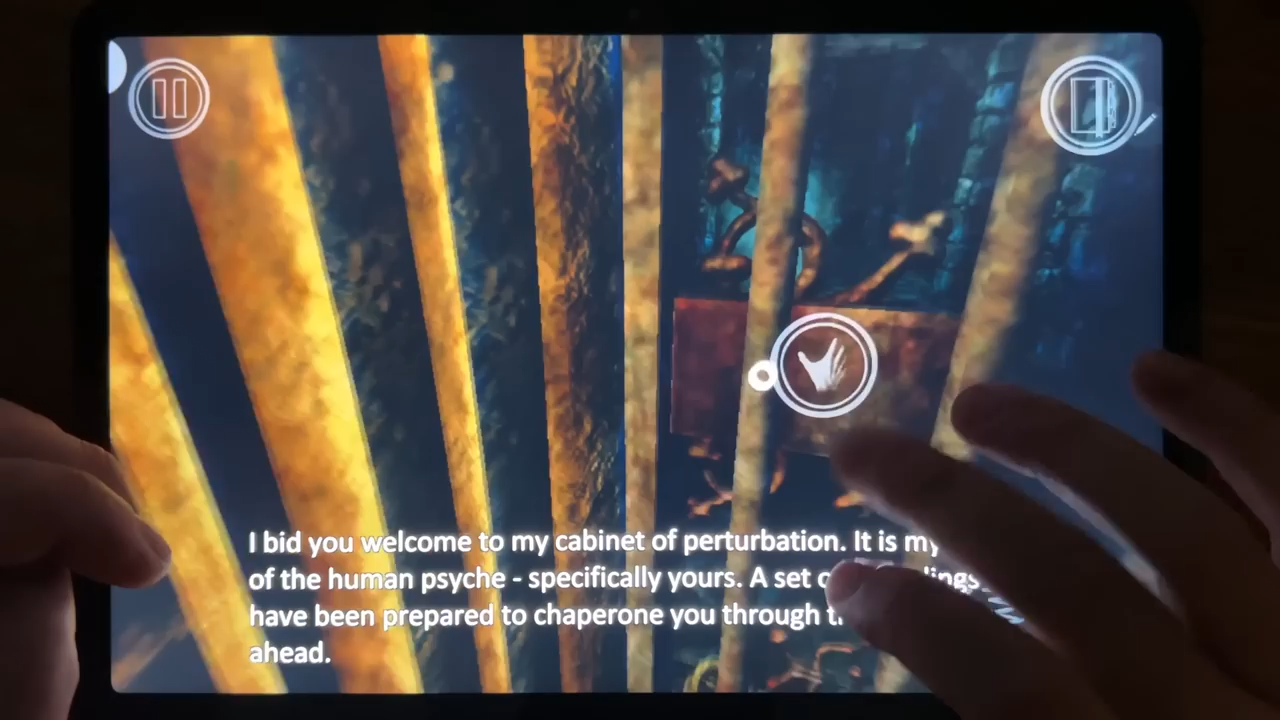 I bid you welcome to my cabinet of perturbation. It is my
of the human psyche - specifically yours. A set
have been prepared to chaperone you through
ahead.